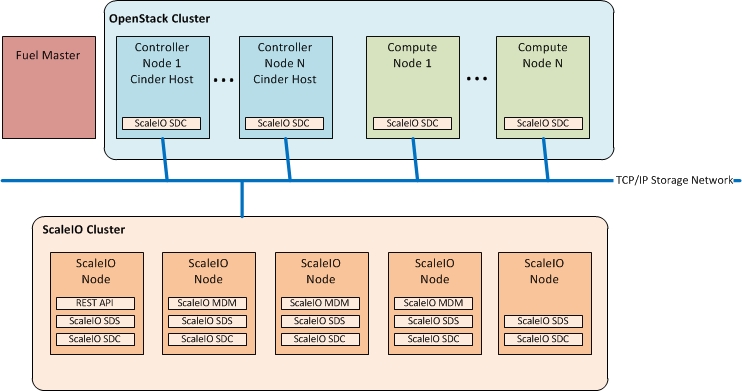 OpenStack Cluster
Fuel Master
Controller
Node 1
Cinder Host
ScaleIO SDC
...
Controller
Node N
Cinder Host
ScaleIO SDC
Compute
Node 1
ScaleIO SDC
...
Compute
Node N
ScaleIO SDC
TCP/IP Storage Network
ScaleIO Cluster
ScaleIO
Node
REST API
ScaleIO SDS
ScaleIO SDC
ScaleIO
Node
ScaleIO MDM
ScaleIO SDS
ScaleIO SDC
ScaleIO
Node
ScaleIO MDM
ScaleIO SDS
ScaleIO SDC
ScaleIO
Node
ScaleIO MDM
ScaleIO SDS
ScaleIO SDC
ScaleIO
Node
ScaleIO SDS
ScaleIO SDC